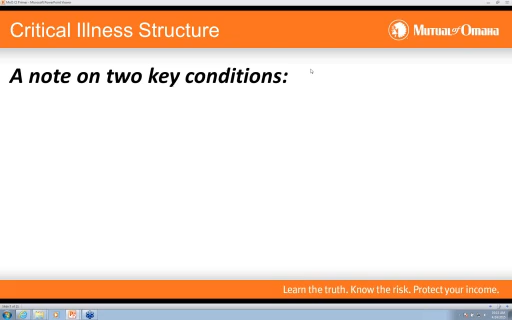 Critical Illness Structure
Mutual of Omaha
A note on two key conditions:
Learn the truth. Know the risk. Protect your income.